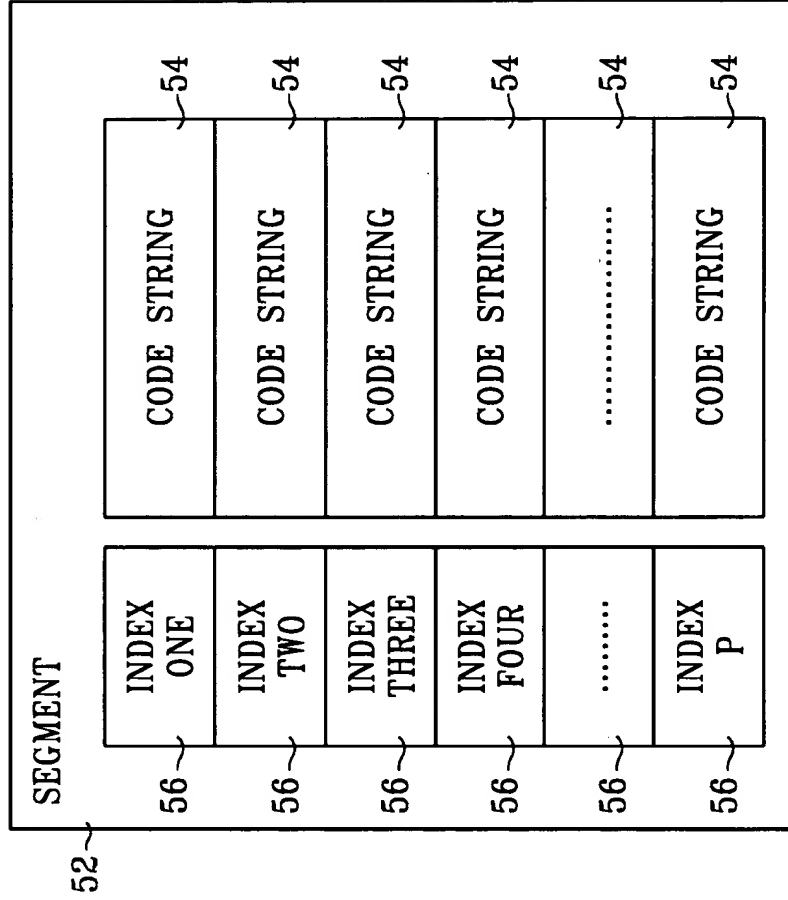 52
SEGMENT
56 INDEX ONE CODE STRING 54
56 INDEX TWO CODE STRING 54
56 INDEX THREE CODE STRING 54
56 INDEX FOUR CODE STRING 54
56 ......... .................... 54
56 INDEX P CODE STRING 54